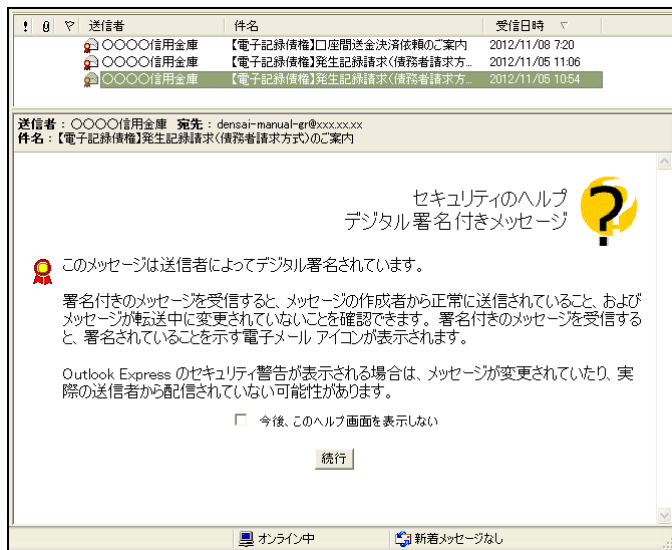 ! 送信者 件名 受信日時
〇〇〇〇信用金庫 【電子記録債権】口座間送金決済依頼のご案内 2012/11/08 7:20
〇〇〇〇信用金庫 【電子記録債権】発生記録請求(債務者請求方... 2012/11/05 11:06
〇〇〇〇信用金庫 【電子記録債権】発生記録請求(債務者請求方... 2012/11/05 10:54
送信者: 〇〇〇〇信用金庫 宛先: densai-manual-gr@xxx.xx.xx
件名:【電子記録債権】発生記録請求(債務者請求方式)のご案内
セキュリティのヘルプ
デジタル署名付きメッセージ
このメッセージは送信者によってデジタル署名されています。
署名付きのメッセージを受信すると、メッセージの作成者から正常に送信されていること、および
メッセージが転送中に変更されていないことを確認できます。署名付きのメッセージを受信する
と、署名されていることを示す電子メール アイコンが表示されます。
Outlook Express のセキュリティ警告が表示される場合は、メッセージが変更されていたり、実
際の送信者から配信されていない可能性があります。
今後、このヘルプ画面を表示しない
続行
オンライン中 新着メッセージなし